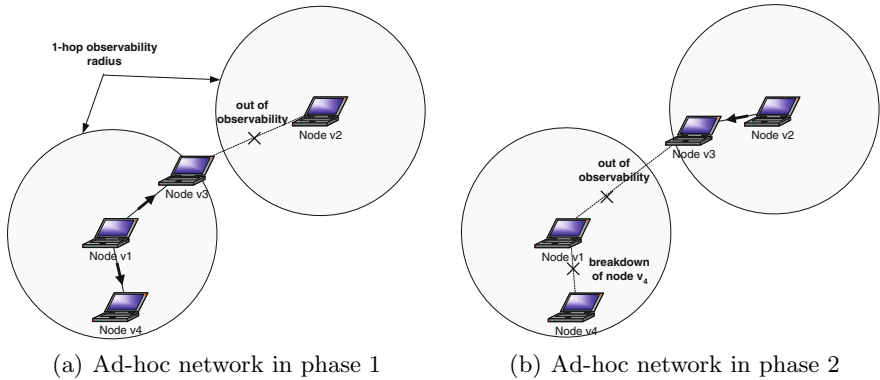 1-hop observability
radius
out of
observability
Node v2
Node v3
Node v1
Node v4
(a) Ad-hoc network in phase 1
Node v2
Node v3
out of
observability
Node v1
breakdown
of node v₄
Node v4
(b) Ad-hoc network in phase 2